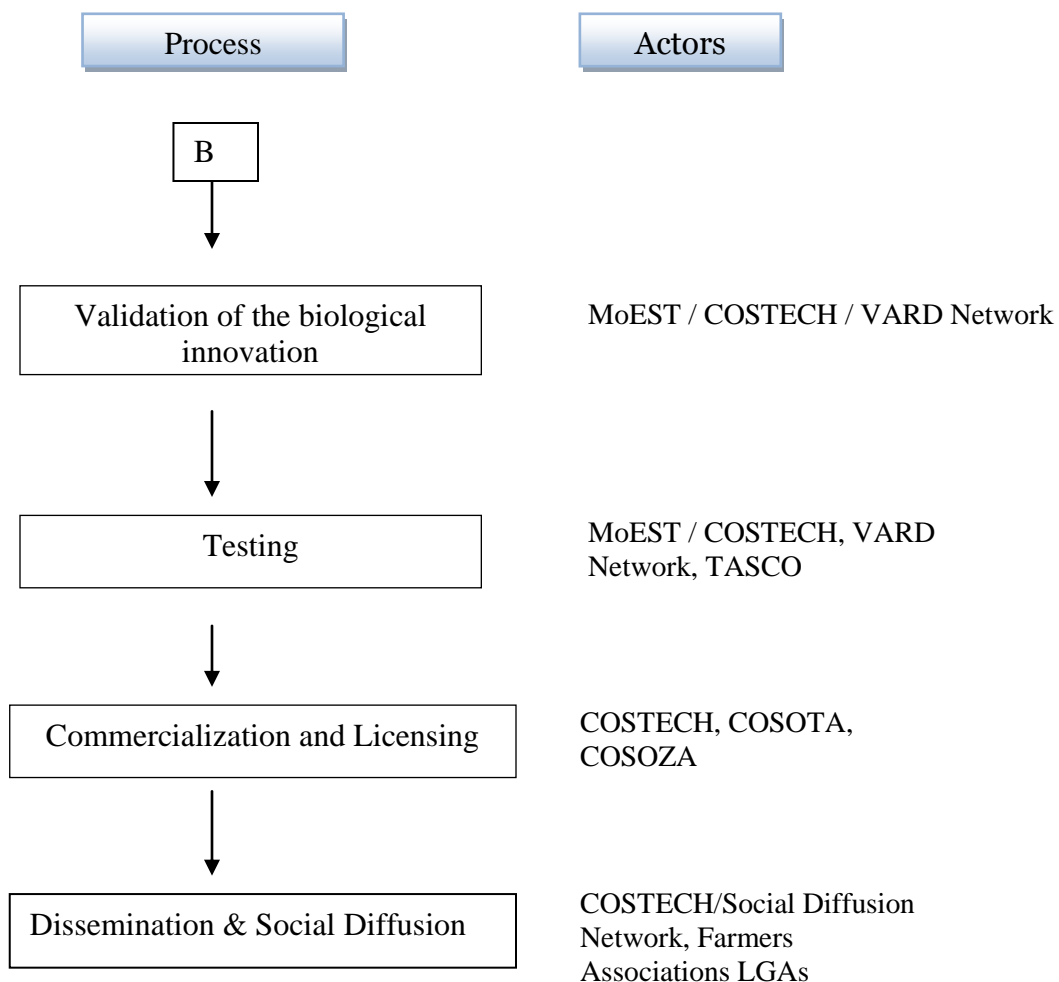 Process
Actors
B
Validation of the biological
innovation
MoEST / COSTECH / VARD Network
Testing
MoEST / COSTECH, VARD
Network, TASCO
Commercialization and Licensing
COSTECH, COSOTA,
COSOZA
Dissemination & Social Diffusion
COSTECH/Social Diffusion
Network, Farmers
Associations LGAs